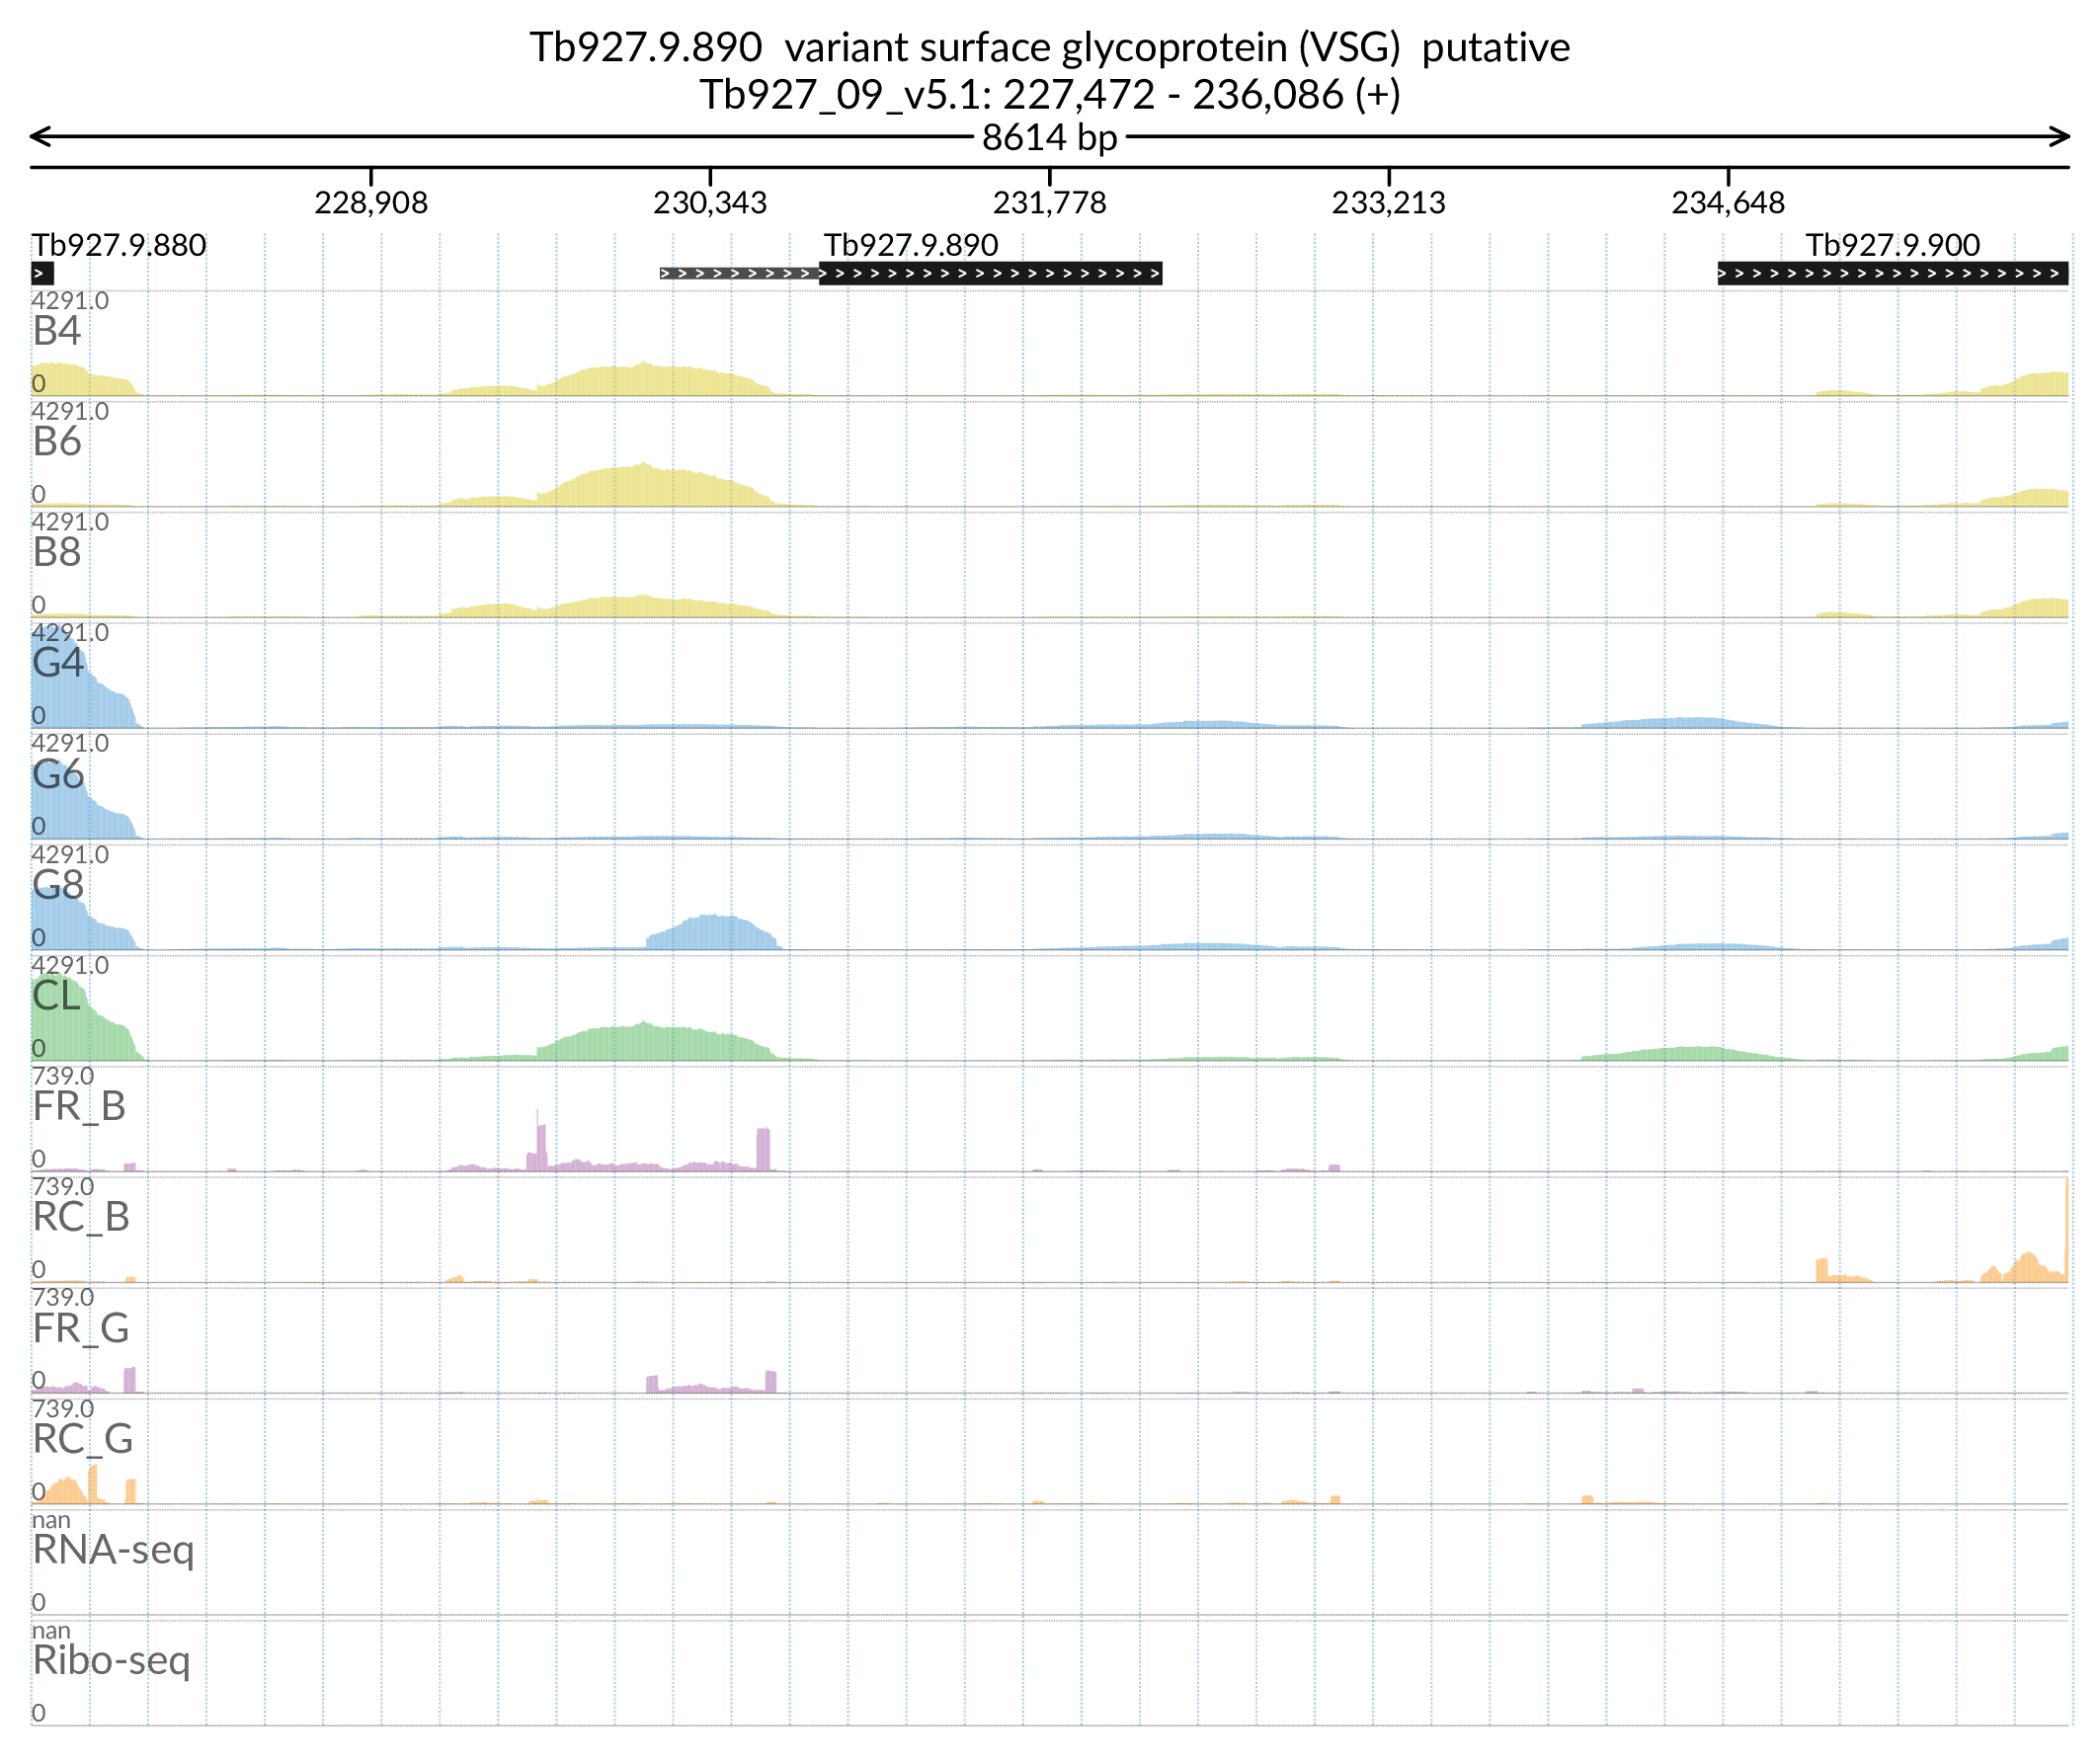 Tb927.9.890  variant surface glycoprotein (VSG)  putative
Tb927_09_v5.1: 227,472 - 236,086 (+)
8614 bp
228,908 230,343 231,778 233,213 234,648
Tb927.9.880 Tb927.9.890 Tb927.9.900
4291.0
B4
0
4291.0
B6
0
4291.0
B8
0
4291.0
G4
0
4291.0
G6
0
4291.0
G8
0
4291.0
CL
0
739.0
FR_B
0
739.0
RC_B
0
739.0
FR_G
0
739.0
RC_G
0
nan
RNA-seq
0
nan
Ribo-seq
0